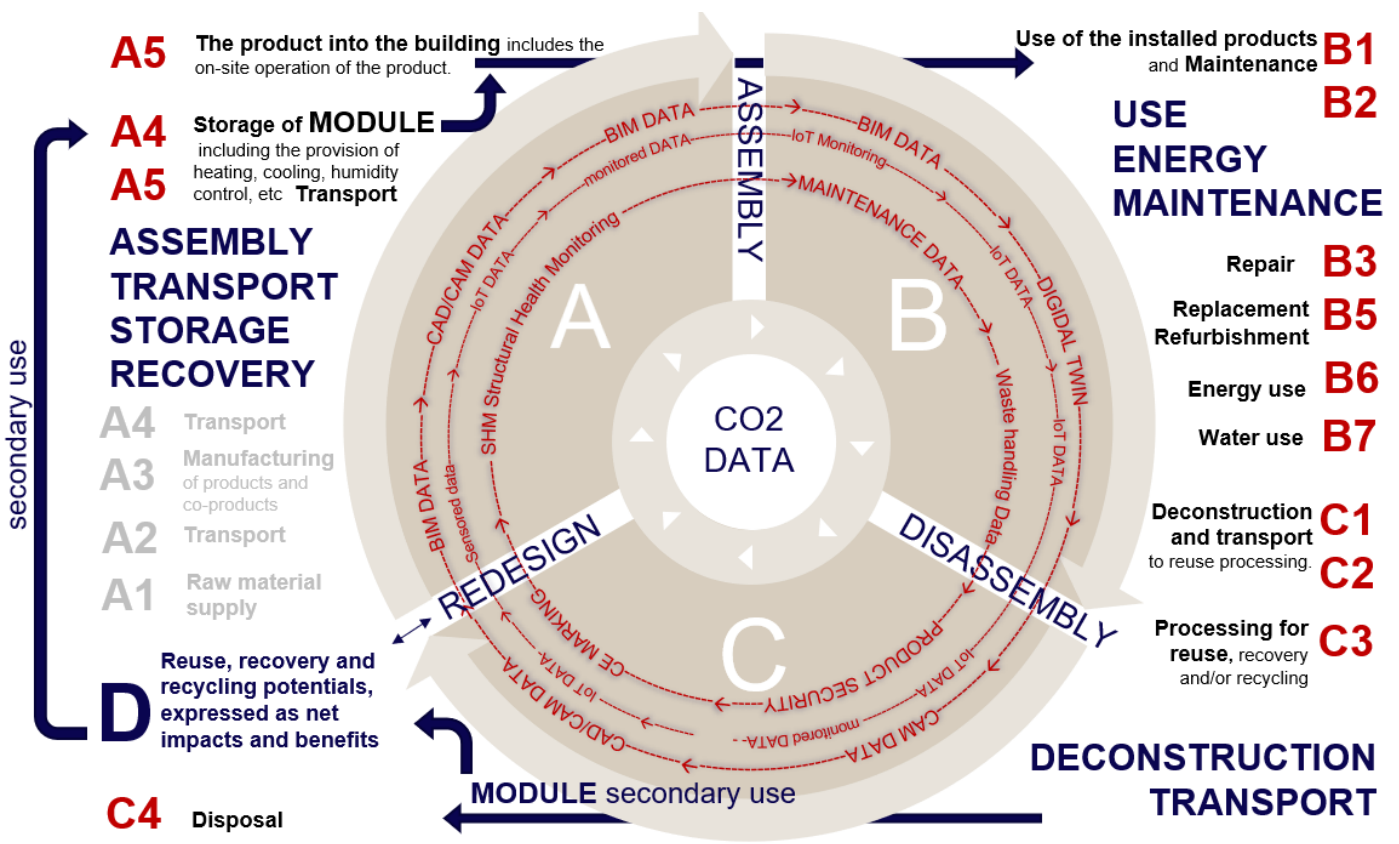 A5
The product into the building includes the
on-site operation of the product.
A4
A5
Storage of MODULE
including the provision of
heating, cooling, humidity
control, etc Transport
ASSEMBLY
TRANSPORT
STORAGE
RECOVERY
A4
Transport
A3
Manufacturing
of products and
co-products
A2
Transport
A1
Raw material
supply
secondary use
D
Reuse, recovery and
recycling potentials,
expressed as net
impacts and benefits
C4
Disposal
MODULE secondary use
ASSEMBLY
DISASSEMBLY
REDESIGN
A
B
C
CO2
DATA
BIM DATA
CAD/CAM DATA
BIM DATA
monitored DATA
IoT DATA
Sensored data
SHM Structural Health Monitoring
BIM DATA
DIGIDAL TWIN
IoT Monitoring
IoT DATA
IoT DATA
MAINTENANCE DATA
Waste handling Data
CAM DATA
CAD/CAM DATA
IoT DATA
monitored DATA
IoT DATA
PRODUCT SECURITY
CE MARKING
Use of the installed products
and Maintenance
B1
B2
USE
ENERGY
MAINTENANCE
Repair
B3
Replacement
Refurbishment
B5
Energy use
B6
Water use
B7
Deconstruction
and transport
to reuse processing.
C1
C2
Processing for
reuse, recovery
and/or recycling
C3
DECONSTRUCTION
TRANSPORT